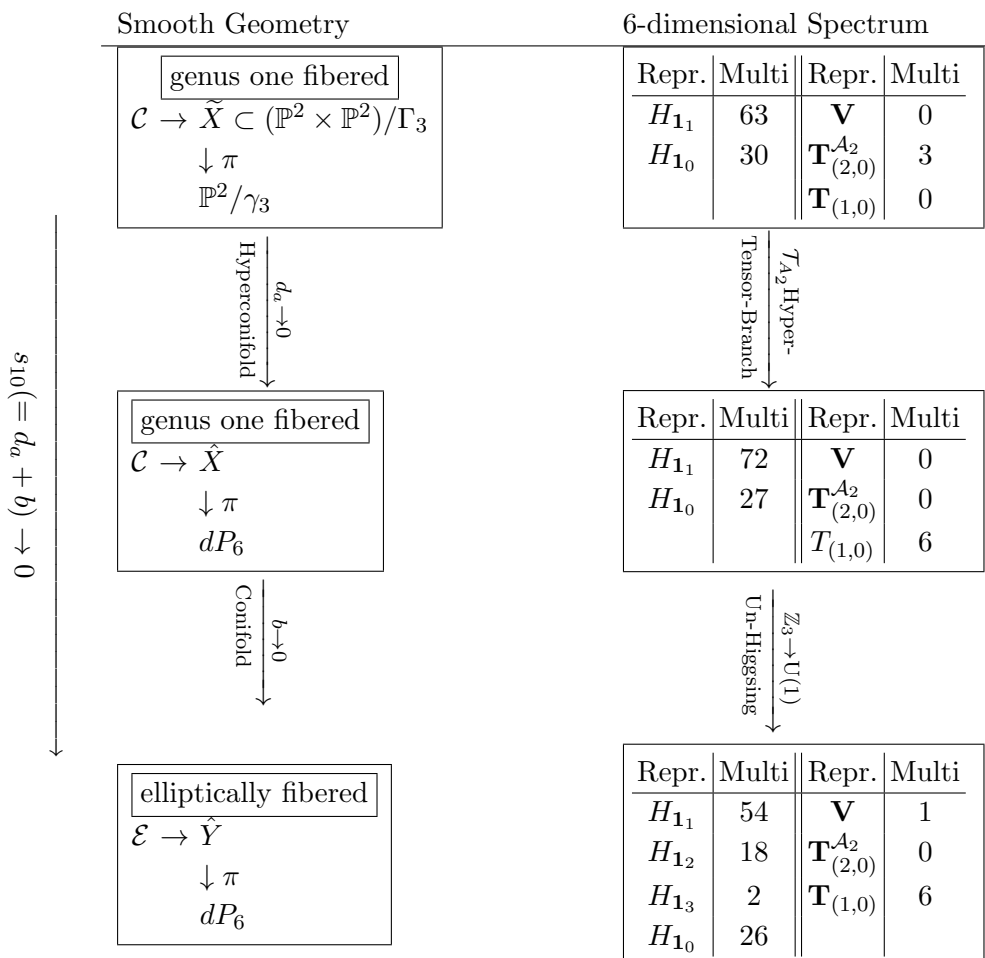 Smooth Geometry 6-dimensional Spectrum
genus one fibered
𝒞 → X̃ ⊂ (ℙ² × ℙ²)/Γ₃
↓ π
ℙ²/γ₃
Repr. Multi Repr. Multi
H_{𝟏₁} 63 𝐕 0
H_{𝟏₀} 30 𝐓^{𝒜₂}_{(2,0)} 3
𝐓_{(1,0)} 0
s₁₀(= d_a + b) → 0
d_a→0
Hyperconifold
𝒯_{A₂}Hyper-
Tensor-Branch
genus one fibered
𝒞 → X̂
↓ π
dP₆
Repr. Multi Repr. Multi
H_{𝟏₁} 72 𝐕 0
H_{𝟏₀} 27 𝐓^{𝒜₂}_{(2,0)} 0
T_{(1,0)} 6
b→0
Conifold
ℤ₃→U(1)
Un-Higgsing
elliptically fibered
ℰ → Ŷ
↓ π
dP₆
Repr. Multi Repr. Multi
H_{𝟏₁} 54 𝐕 1
H_{𝟏₂} 18 𝐓^{𝒜₂}_{(2,0)} 0
H_{𝟏₃} 2 𝐓_{(1,0)} 6
H_{𝟏₀} 26